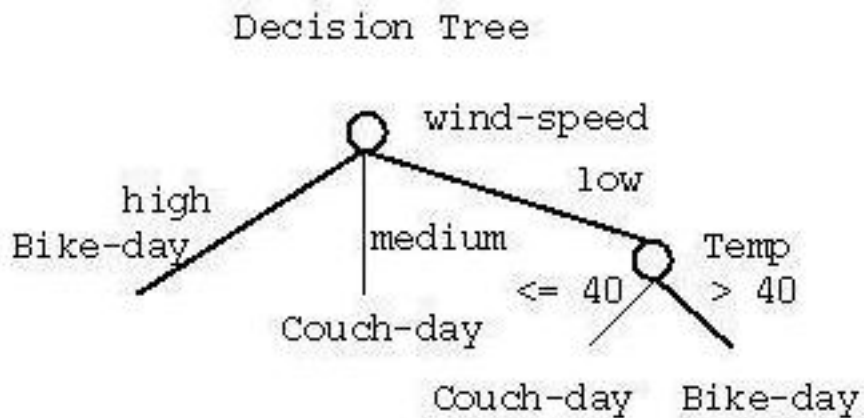 Decision Tree
wind-speed
high
low
Bike-day
medium
Temp
<= 40
> 40
Couch-day
Couch-day
Bike-day